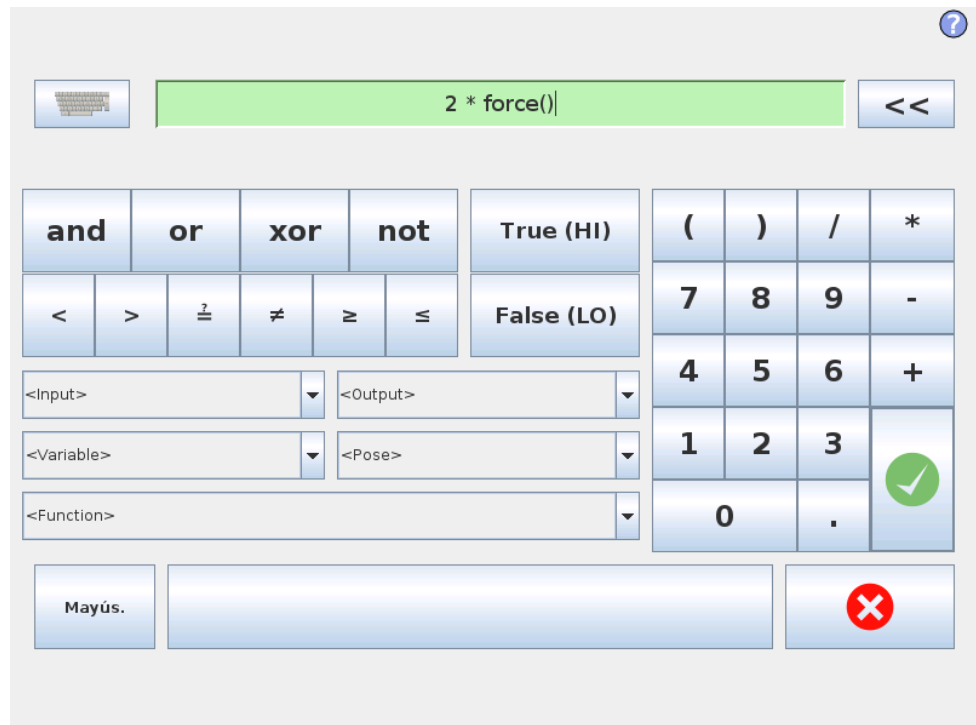 ?
2 * force()
<<
and or xor not True (HI) ( ) / *
< > ≟ ≠ ≥ ≤ False (LO) 7 8 9 -
<Input> <Output> 4 5 6 +
<Variable> <Pose> 1 2 3
<Function> 0 .
Mayús.